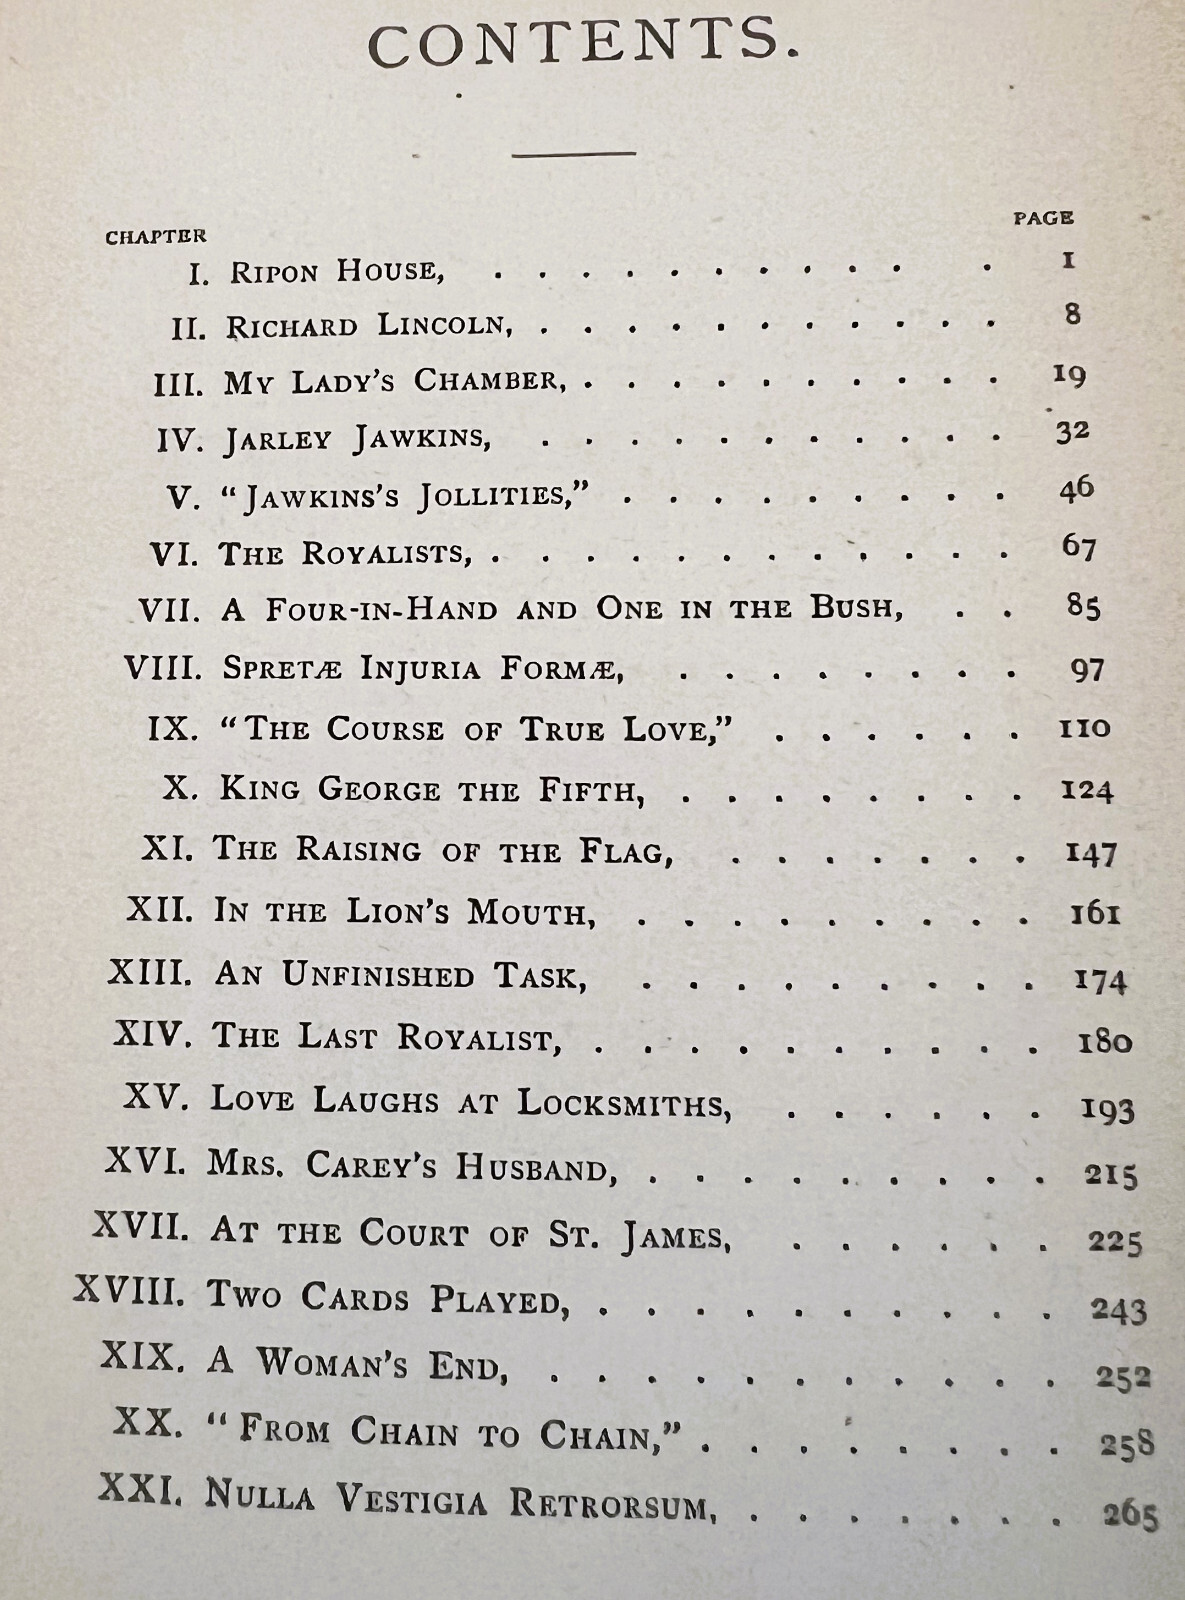 CONTENTS.
CHAPTER PAGE
I. RIPON HOUSE, . . . . . . . . . . . 1
II. RICHARD LINCOLN, . . . . . . . . . . . 8
III. MY LADY'S CHAMBER, . . . . . . . . . . 19
IV. JARLEY JAWKINS, . . . . . . . . . . . 32
V. "JAWKINS'S JOLLITIES," . . . . . . . . . 46
VI. THE ROYALISTS, . . . . . . . . . . . . 67
VII. A FOUR-IN-HAND AND ONE IN THE BUSH, . . 85
VIII. SPRETÆ INJURIA FORMÆ, . . . . . . . . 97
IX. "THE COURSE OF TRUE LOVE," . . . . . . 110
X. KING GEORGE THE FIFTH, . . . . . . . . 124
XI. THE RAISING OF THE FLAG, . . . . . . . 147
XII. IN THE LION'S MOUTH, . . . . . . . . . 161
XIII. AN UNFINISHED TASK, . . . . . . . . . 174
XIV. THE LAST ROYALIST, . . . . . . . . . . 180
XV. LOVE LAUGHS AT LOCKSMITHS, . . . . . . 193
XVI. MRS. CAREY'S HUSBAND, . . . . . . . . . 215
XVII. AT THE COURT OF ST. JAMES, . . . . . . 225
XVIII. TWO CARDS PLAYED, . . . . . . . . . . 243
XIX. A WOMAN'S END, . . . . . . . . . . . 252
XX. "FROM CHAIN TO CHAIN," . . . . . . . . 258
XXI. NULLA VESTIGIA RETRORSUM, . . . . . . . 265